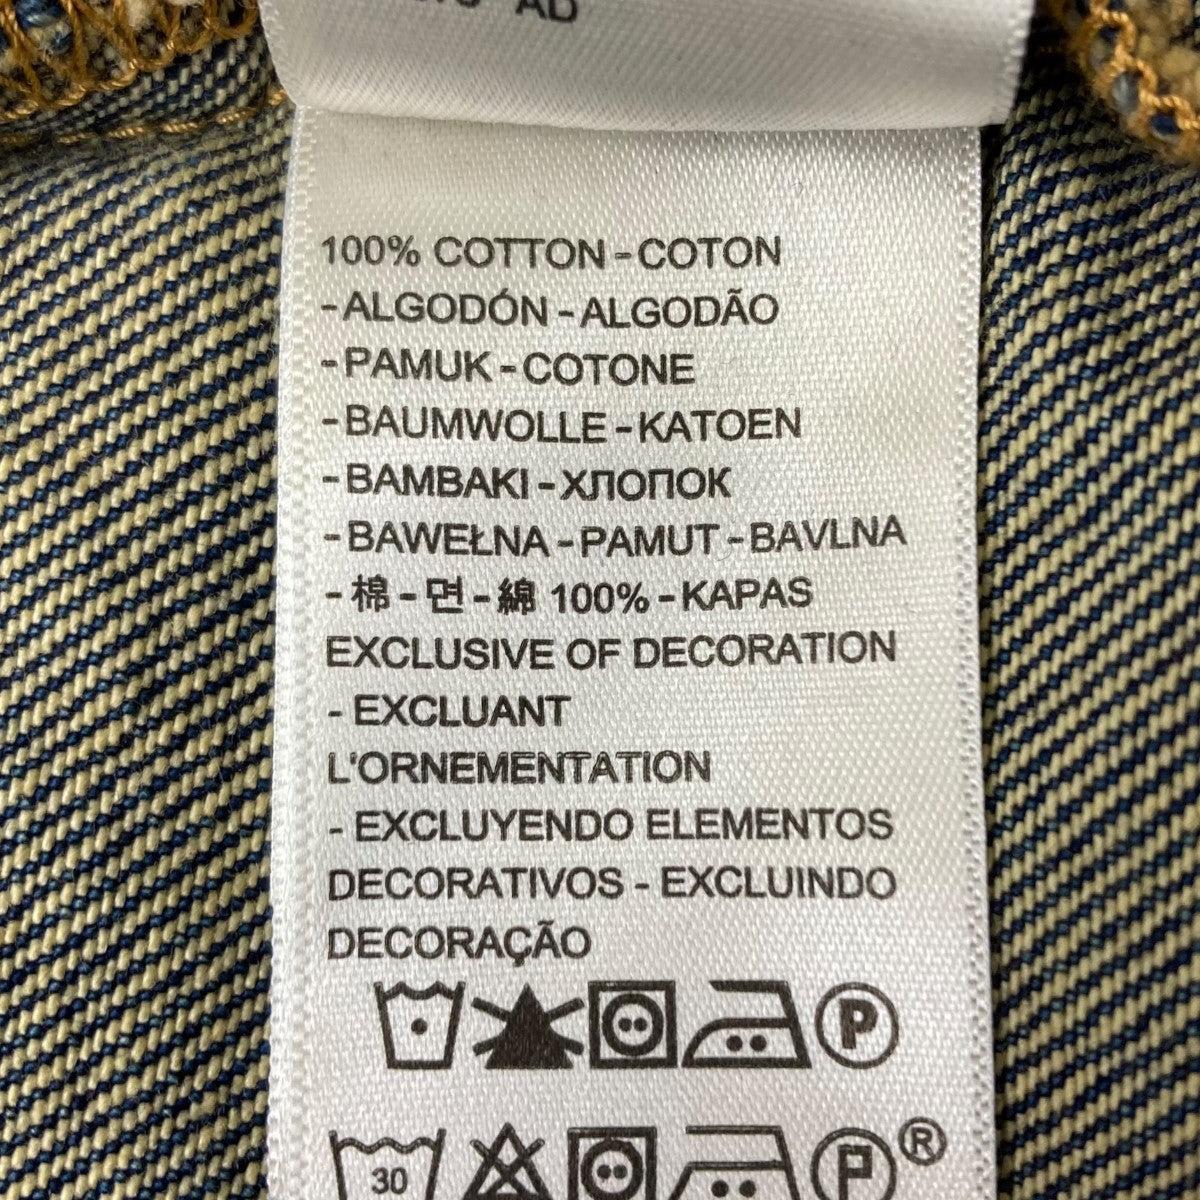 AD
100% COTTON-COTON
-ALGODÓN-ALGODÃO
-PAMUK-COTONE
-BAUMWOLLE-KATOEN
-BAMBAKI-ХЛОПОК
-BAWEŁNA-PAMUT-BAVLNA
-棉-면-綿 100%-KAPAS
EXCLUSIVE OF DECORATION
- EXCLUANT
L'ORNEMENTATION
- EXCLUYENDO ELEMENTOS
DECORATIVOS - EXCLUINDO
DECORAÇÃO
P
30 P®